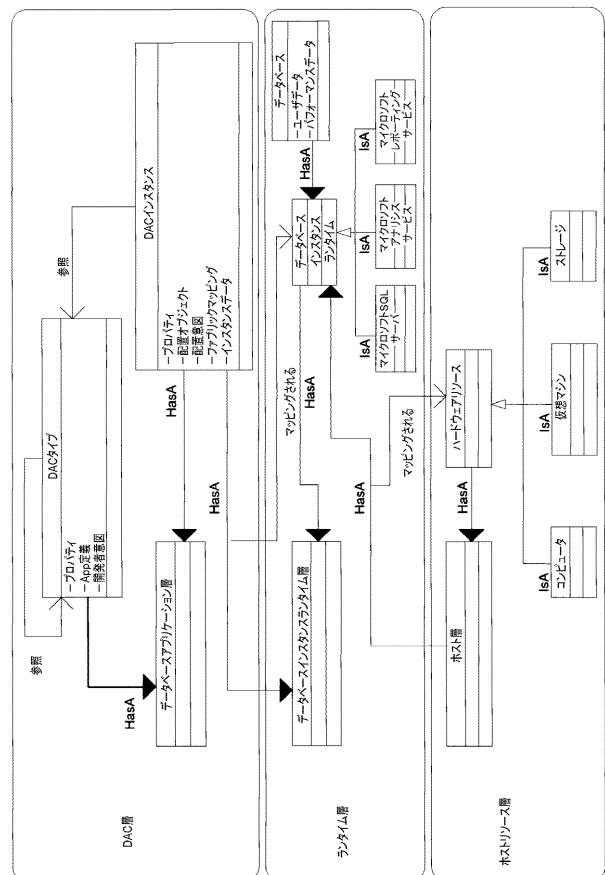 DAC層
参照
DACタイプ
－プロパティ
－App定義
－開発者意図
参照
DACインスタンス
－プロパティ
－配置オブジェクト
－配置意図
－ファブリックマッピング
－インスタンスデータ
HasA
HasA
HasA
データベースアプリケーション層
ランタイム層
データベースインスタンスランタイム層
マッピングされる
HasA
データベース
インスタンス
ランタイム
HasA
データベース
－ユーザデータ
－パフォーマンスデータ
IsA
IsA
IsA
マイクロソフトSQL
サーバー
マイクロソフト
アナリシス
サービス
マイクロソフト
レポーティング
サービス
HasA
マッピングされる
ホストリソース層
ホスト層
HasA
ハードウェアリソース
IsA
IsA
IsA
コンピュータ
仮想マシン
ストレージ